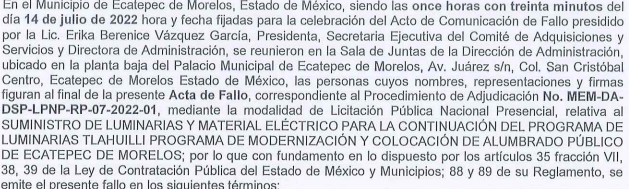 En el Municipio de Ecatepec de Morelos, Estado de México, siendo las once horas con treinta minutos del
día 14 de julio de 2022 hora y fecha fijadas para la celebración del Acto de Comunicación de Fallo presidido
por la Lic. Erika Berenice Vázquez García, Presidenta, Secretaria Ejecutiva del Comité de Adquisiciones y
Servicios y Directora de Administración, se reunieron en la Sala de Juntas de la Dirección de Administración,
ubicado en la planta baja del Palacio Municipal de Ecatepec de Morelos, Av. Juárez s/n, Col. San Cristóbal
Centro, Ecatepec de Morelos Estado de México, las personas cuyos nombres, representaciones y firmas
figuran al final de la presente Acta de Fallo, correspondiente al Procedimiento de Adjudicación No. MEM-DA-
DSP-LPNP-RP-07-2022-01, mediante la modalidad de Licitación Pública Nacional Presencial, relativa al
SUMINISTRO DE LUMINARIAS Y MATERIAL ELÉCTRICO PARA LA CONTINUACIÓN DEL PROGRAMA DE
LUMINARIAS TLAHUILLI PROGRAMA DE MODERNIZACIÓN Y COLOCACIÓN DE ALUMBRADO PÚBLICO
DE ECATEPEC DE MORELOS; por lo que con fundamento en lo dispuesto por los artículos 35 fracción VII,
38, 39 de la Ley de Contratación Pública del Estado de México y Municipios; 88 y 89 de su Reglamento, se
emite el presente fallo en los siguientes términos: